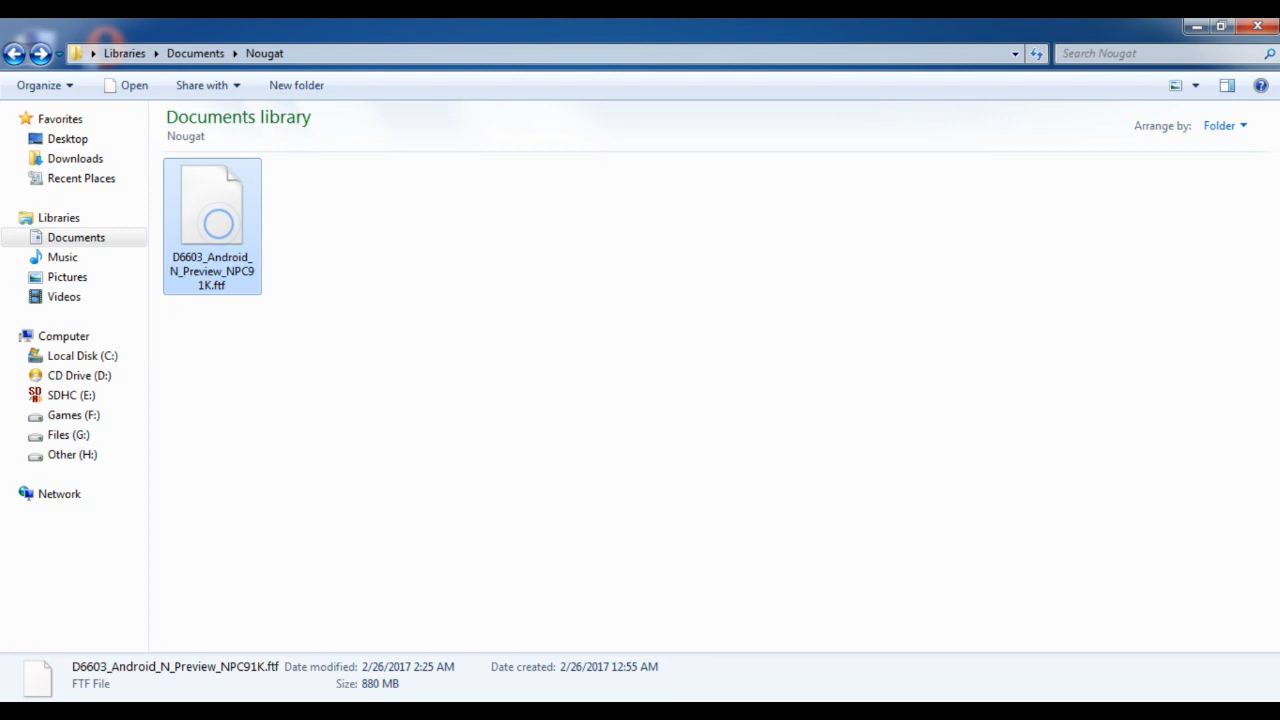 Libraries
Documents
Nougat
Search Nougat
Organize
Open
Share with
New folder
Favorites
Desktop
Downloads
Recent Places
Libraries
Documents
Music
Pictures
Videos
Computer
Local Disk (C:)
CD Drive (D:)
SDHC (E:)
Games (F:)
Files (G:)
Other (H:)
Network
Documents library
Nougat
Arrange by: Folder
D6603_Android_
N_Preview_NPC9
1K.ftf
D6603_Android_N_Preview_NPC91K.ftf Date modified: 2/26/2017 2:25 AM Date created: 2/26/2017 12:55 AM
FTF File Size: 880 MB